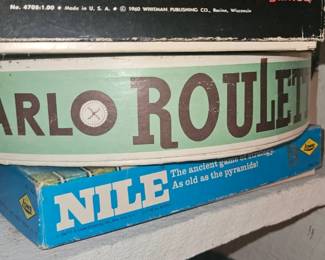 No. 4708:1.00 ★ Made in U. S. A. ★ © 1960 WHITMAN PUBLISHING CO., Racine, Wisconsin
ARLO ROULET
NILE
The ancient game of strategy.
As old as the pyramids!